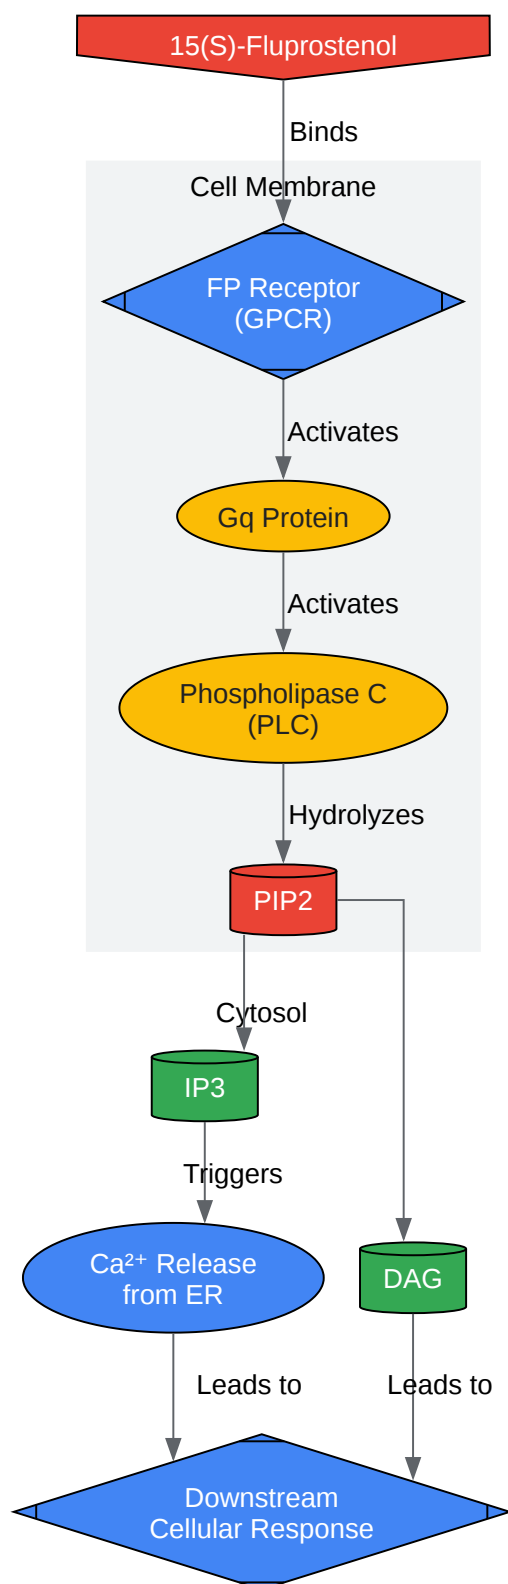 15(S)-Fluprostenol
Binds
Cell Membrane
FP Receptor
(GPCR)
Activates
Gq Protein
Activates
Phospholipase C
(PLC)
Hydrolyzes
PIP2
Cytosol
IP3
Triggers
Ca²⁺ Release
from ER
DAG
Leads to
Leads to
Downstream
Cellular Response